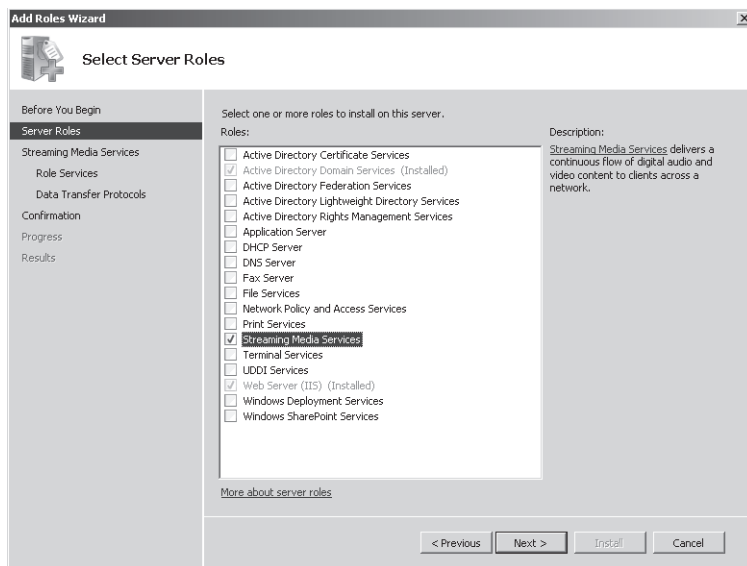 Add Roles Wizard
Select Server Roles
Before You Begin
Server Roles
Streaming Media Services
Role Services
Data Transfer Protocols
Confirmation
Progress
Results
Select one or more roles to install on this server.
Roles:
Active Directory Certificate Services
Active Directory Domain Services (Installed)
Active Directory Federation Services
Active Directory Lightweight Directory Services
Active Directory Rights Management Services
Application Server
DHCP Server
DNS Server
Fax Server
File Services
Network Policy and Access Services
Print Services
Streaming Media Services
Terminal Services
UDDI Services
Web Server (IIS) (Installed)
Windows Deployment Services
Windows SharePoint Services
More about server roles
Description:
Streaming Media Services delivers a
continuous flow of digital audio and
video content to clients across a
network.
< Previous
Next >
Install
Cancel